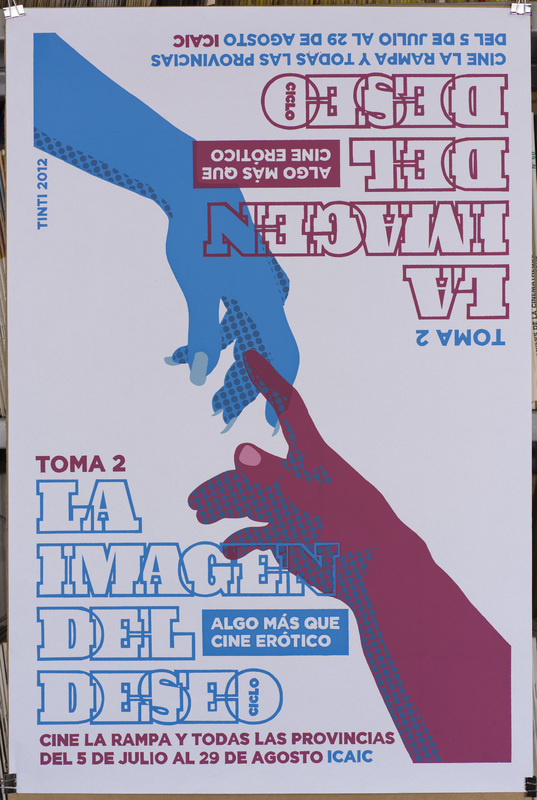 DEL 5 DE JULIO AL 29 DE AGOSTO ICAIC
CINE LA RAMPA Y TODAS LAS PROVINCIAS
DESEO CICLO
DEL
ALGO MÁS QUE
CINE ERÓTICO
IMAGEN
LA
TOMA 2
TINTI 2012
TOMA 2
LA
IMAGEN
DEL
ALGO MÁS QUE
CINE ERÓTICO
DESEO CICLO
CINE LA RAMPA Y TODAS LAS PROVINCIAS
DEL 5 DE JULIO AL 29 DE AGOSTO ICAIC